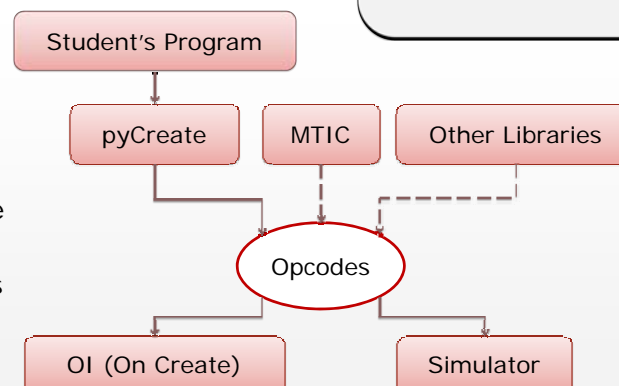 Student's Program
pyCreate
MTIC
Other Libraries
e
Opcodes
s
OI (On Create)
Simulator